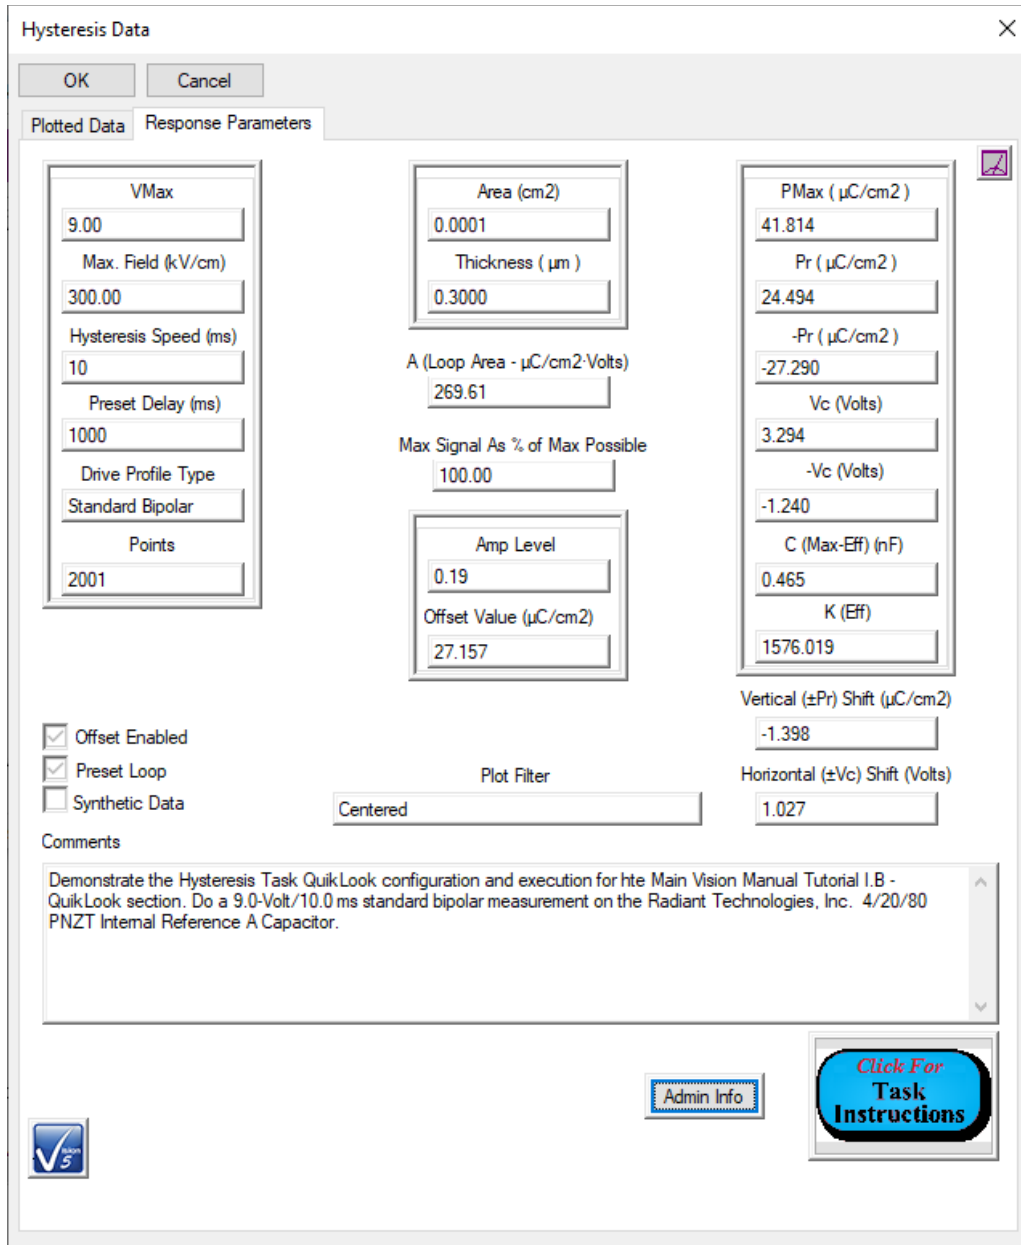 Hysteresis Data
OK
Cancel
Plotted Data
Response Parameters
VMax
9.00
Max. Field (kV/cm)
300.00
Hysteresis Speed (ms)
10
Preset Delay (ms)
1000
Drive Profile Type
Standard Bipolar
Points
2001
Area (cm2)
0.0001
Thickness ( µm )
0.3000
A (Loop Area - µC/cm2·Volts)
269.61
Max Signal As % of Max Possible
100.00
Amp Level
0.19
Offset Value (µC/cm2)
27.157
PMax ( µC/cm2 )
41.814
Pr ( µC/cm2 )
24.494
-Pr ( µC/cm2 )
-27.290
Vc (Volts)
3.294
-Vc (Volts)
-1.240
C (Max-Eff) (nF)
0.465
K (Eff)
1576.019
Vertical (±Pr) Shift (µC/cm2)
-1.398
Horizontal (±Vc) Shift (Volts)
1.027
Offset Enabled
Preset Loop
Synthetic Data
Plot Filter
Centered
Comments
Demonstrate the Hysteresis Task QuikLook configuration and execution for hte Main Vision Manual Tutorial I.B -
QuikLook section. Do a 9.0-Volt/10.0 ms standard bipolar measurement on the Radiant Technologies, Inc.  4/20/80
PNZT Internal Reference A Capacitor.
Admin Info
Click For
Task
Instructions
Vision
5